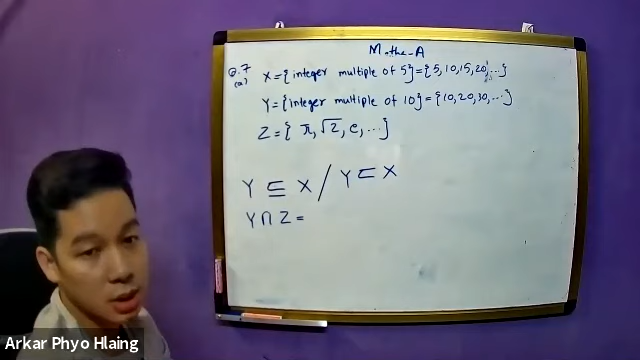 Maths-A
Q.7 X={integer multiple of 5}={5,10,15,20,...}
(a)
Y={integer multiple of 10}={10,20,30,...}
Z={π,√2,e,...}
Y ⊆ X / Y ⊏ X
Y∩Z=
Arkar Phyo Hlaing